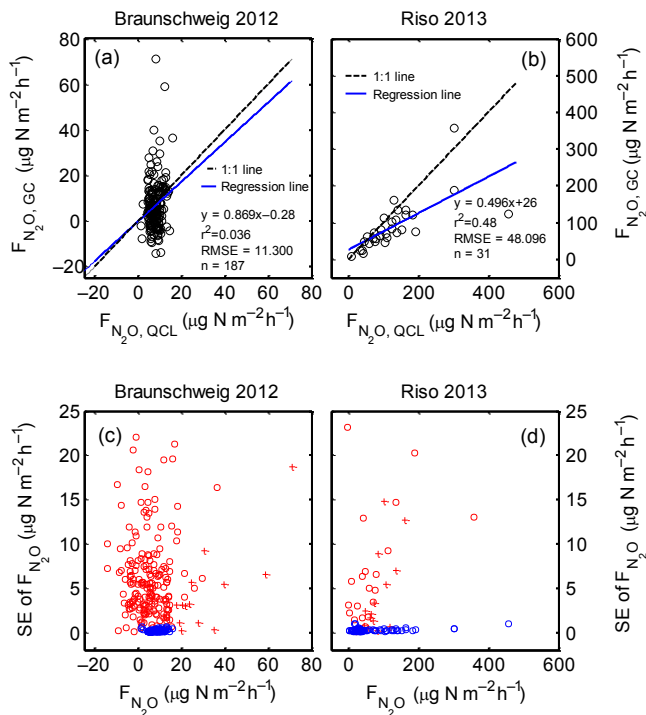 Braunschweig 2012
Riso 2013
(a)
80
60
40
20
0
−20
F_N₂O, GC (μg N m⁻² h⁻¹)
1:1 line
Regression line
y = 0.869x−0.28
r²=0.036
RMSE = 11.300
n = 187
−20 0 20 40 60 80
F_N₂O, QCL (μg N m⁻² h⁻¹)
(b)
600
500
400
300
200
100
0
F_N₂O, GC (μg N m⁻² h⁻¹)
1:1 line
Regression line
y = 0.496x+26
r²=0.48
RMSE = 48.096
n = 31
0 200 400 600
F_N₂O, QCL (μg N m⁻² h⁻¹)
Braunschweig 2012
Riso 2013
(c)
25
20
15
10
5
0
SE of F_N₂O (μg N m⁻² h⁻¹)
−20 0 20 40 60 80
F_N₂O (μg N m⁻² h⁻¹)
(d)
25
20
15
10
5
0
SE of F_N₂O (μg N m⁻² h⁻¹)
0 200 400 600
F_N₂O (μg N m⁻² h⁻¹)